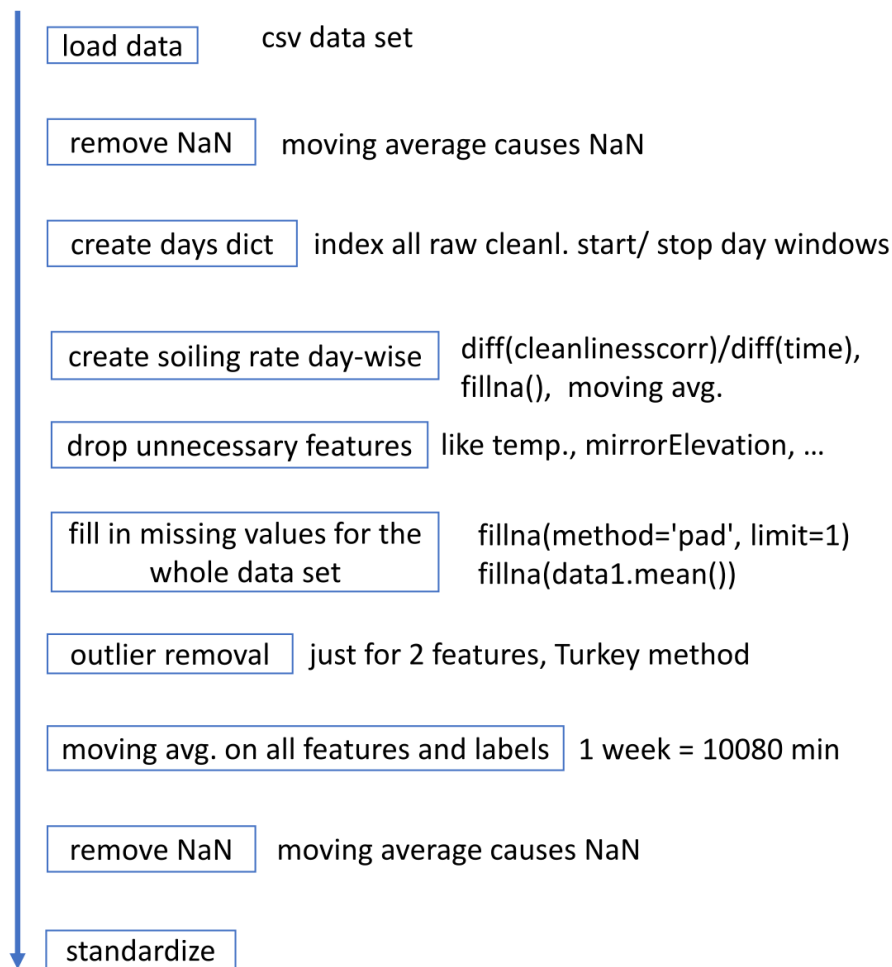 load data csv data set
remove NaN moving average causes NaN
create days dict index all raw cleanl. start/ stop day windows
create soiling rate day-wise diff(cleanlinesscorr)/diff(time),
fillna(), moving avg.
drop unnecessary features like temp., mirrorElevation, ...
fill in missing values for the fillna(method='pad', limit=1)
whole data set fillna(data1.mean())
outlier removal just for 2 features, Turkey method
moving avg. on all features and labels 1 week = 10080 min
remove NaN moving average causes NaN
standardize